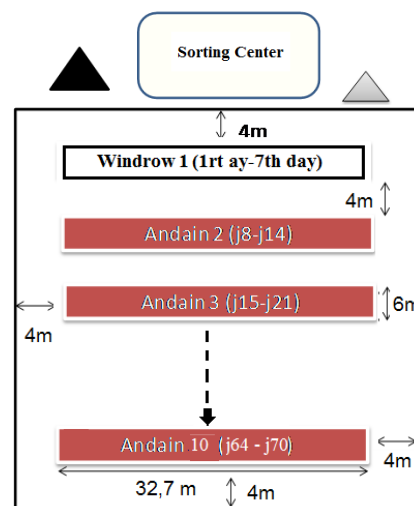 Sorting Center
4m
Windrow 1 (1rt ay-7th day)
4m
Andain 2 (j8-j14)
Andain 3 (j15-j21)
6m
4m
Andain 10 (j64 - j70)
4m
32,7 m
4m